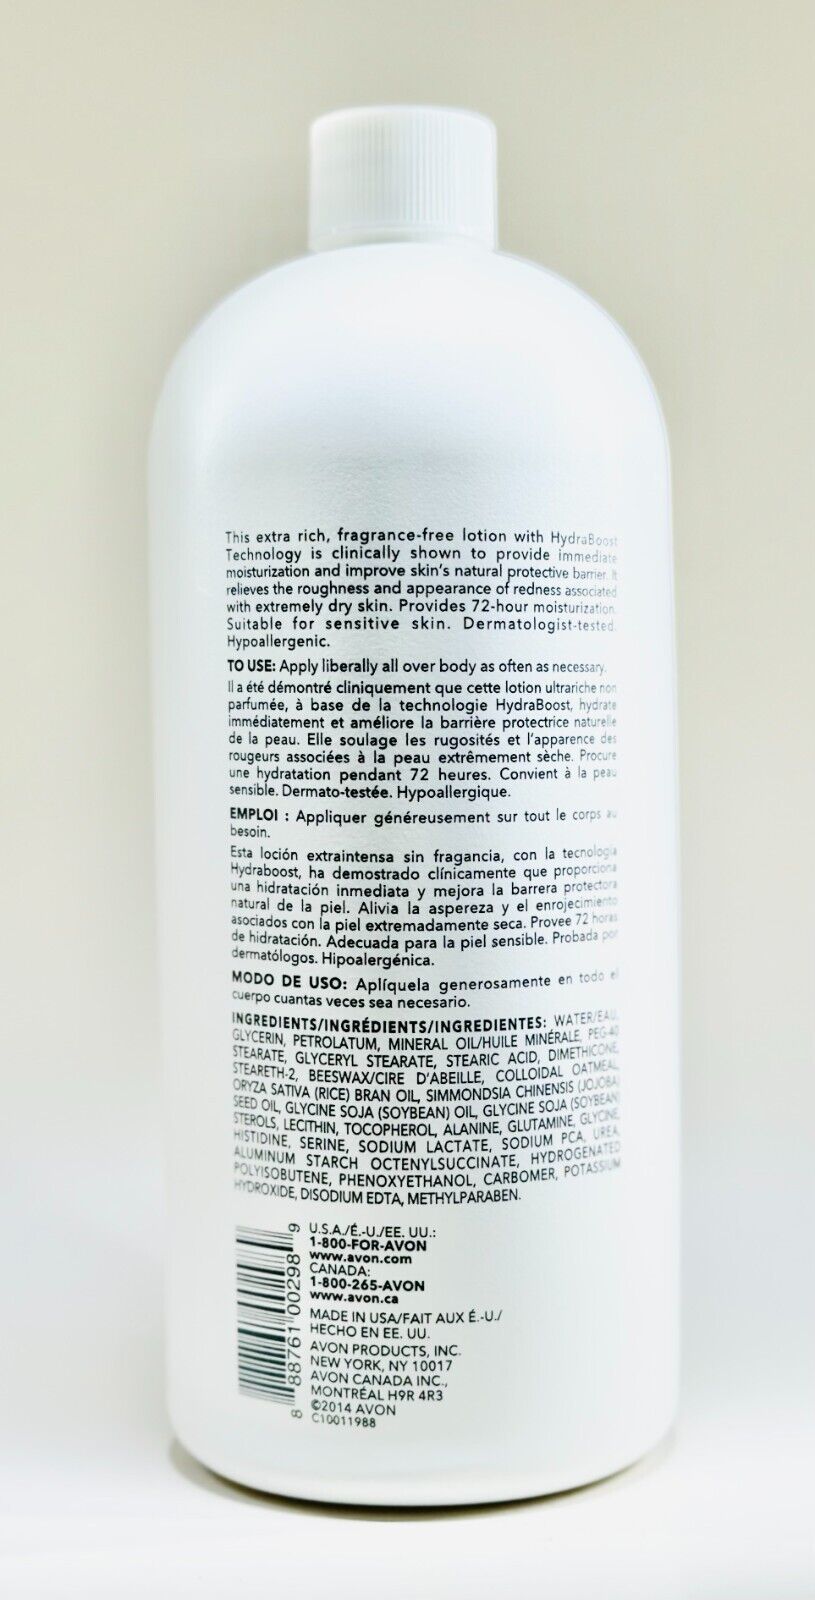 This extra rich, fragrance-free lotion with HydraBoost
Technology is clinically shown to provide immediate
moisturization and improve skin's natural protective barrier. It
relieves the roughness and appearance of redness associated
with extremely dry skin. Provides 72-hour moisturization.
Suitable for sensitive skin. Dermatologist-tested.
Hypoallergenic.
TO USE: Apply liberally all over body as often as necessary.
Il a été démontré cliniquement que cette lotion ultrariche non
parfumée, à base de la technologie HydraBoost, hydrate
immédiatement et améliore la barrière protectrice naturelle
de la peau. Elle soulage les rugosités et l'apparence des
rougeurs associées à la peau extrêmement sèche. Procure
une hydratation pendant 72 heures. Convient à la peau
sensible. Dermato-testée. Hypoallergique.
EMPLOI : Appliquer généreusement sur tout le corps au
besoin.
Esta loción extraintensa sin fragancia, con la tecnología
Hydraboost, ha demostrado clínicamente que proporciona
una hidratación inmediata y mejora la barrera protectora
natural de la piel. Alivia la aspereza y el enrojecimiento
asociados con la piel extremadamente seca. Provee 72 horas
de hidratación. Adecuada para la piel sensible. Probada por
dermatólogos. Hipoalergénica.
MODO DE USO: Aplíquela generosamente en todo el
cuerpo cuantas veces sea necesario.
INGREDIENTS/INGRÉDIENTS/INGREDIENTES: WATER/EAU,
GLYCERIN, PETROLATUM, MINERAL OIL/HUILE MINÉRALE, PEG-40
STEARATE, GLYCERYL STEARATE, STEARIC ACID, DIMETHICONE,
STEARETH-2, BEESWAX/CIRE D'ABEILLE, COLLOIDAL OATMEAL,
ORYZA SATIVA (RICE) BRAN OIL, SIMMONDSIA CHINENSIS (JOJOBA)
SEED OIL, GLYCINE SOJA (SOYBEAN) OIL, GLYCINE SOJA (SOYBEAN)
STEROLS, LECITHIN, TOCOPHEROL, ALANINE, GLUTAMINE, GLYCINE,
HISTIDINE, SERINE, SODIUM LACTATE, SODIUM PCA, UREA,
ALUMINUM STARCH OCTENYLSUCCINATE, HYDROGENATED
POLYISOBUTENE, PHENOXYETHANOL, CARBOMER, POTASSIUM
HYDROXIDE, DISODIUM EDTA, METHYLPARABEN.
8 88761 00298 9
U.S.A./É.-U./EE. UU.:
1-800-FOR-AVON
www.avon.com
CANADA:
1-800-265-AVON
www.avon.ca
MADE IN USA/FAIT AUX É.-U./
HECHO EN EE. UU.
AVON PRODUCTS, INC.
NEW YORK, NY 10017
AVON CANADA INC.,
MONTRÉAL H9R 4R3
©2014 AVON
C10011988